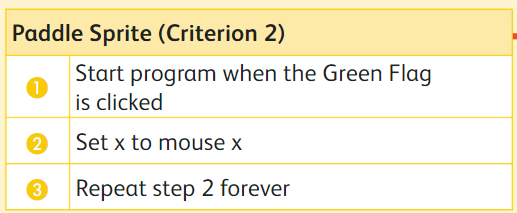 Paddle Sprite (Criterion 2)
1 Start program when the Green Flag
is clicked
2 Set x to mouse x
3 Repeat step 2 forever